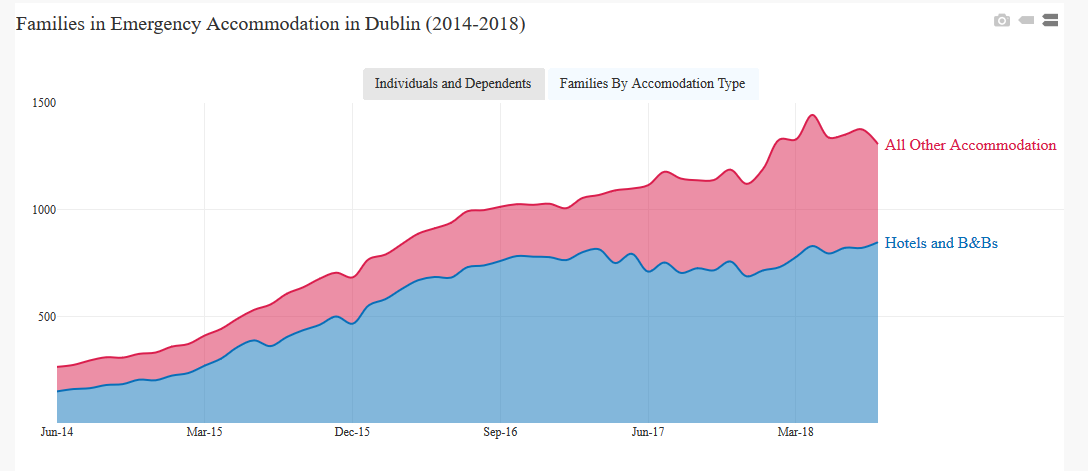 Families in Emergency Accommodation in Dublin (2014-2018)
Individuals and Dependents
Families By Accomodation Type
1500
1000
500
All Other Accommodation
Hotels and B&Bs
Jun-14
Mar-15
Dec-15
Sep-16
Jun-17
Mar-18